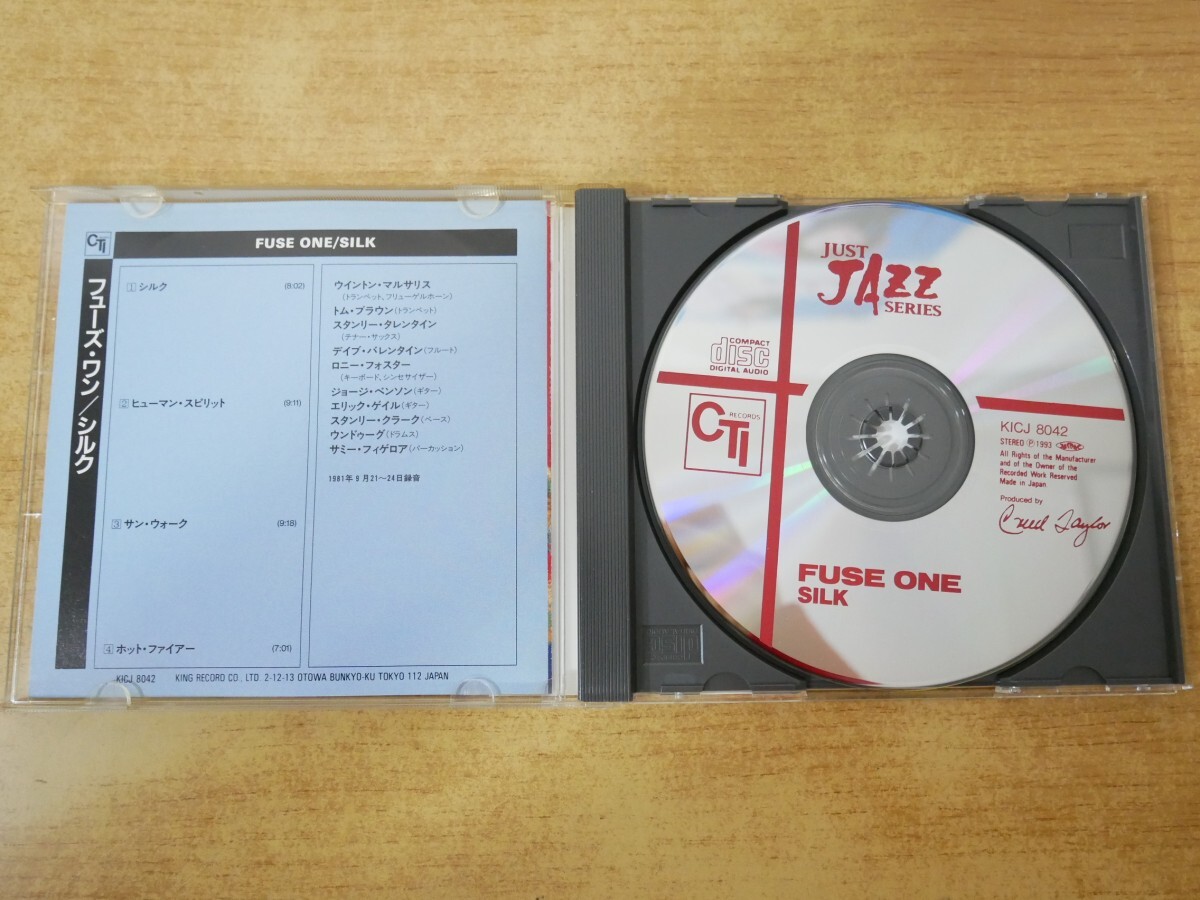 CTI
FUSE ONE/SILK
フューズ・ワン/シルク
1 シルク (8:02)
2 ヒューマン・スピリット (9:11)
3 サン・ウォーク (9:18)
4 ホット・ファイアー (7:01)
ウイントン・マルサリス
(トランペット、フリューゲルホーン)
トム・ブラウン(トランペット)
スタンリー・タレンタイン
(テナー・サックス)
デイブ・バレンタイン(フルート)
ロニー・フォスター
(キーボード、シンセサイザー)
ジョージ・ベンソン(ギター)
エリック・ゲイル(ギター)
スタンリー・クラーク(ベース)
ウンドゥーグ(ドラムス)
サミー・フィゲロア(パーカッション)
1981年9月21〜24日録音
KICJ 8042 KING RECORD CO., LTD. 2-12-13 OTOWA BUNKYO-KU TOKYO 112 JAPAN
JUST
JAZZ
SERIES
COMPACT
disc
DIGITAL AUDIO
RECORDS
CTI
KICJ 8042
STEREO Ⓟ 1993
All Rights of the Manufacturer
and of the Owner of the
Recorded Work Reserved
Made in Japan
Produced by
Creed Taylor
FUSE ONE
SILK